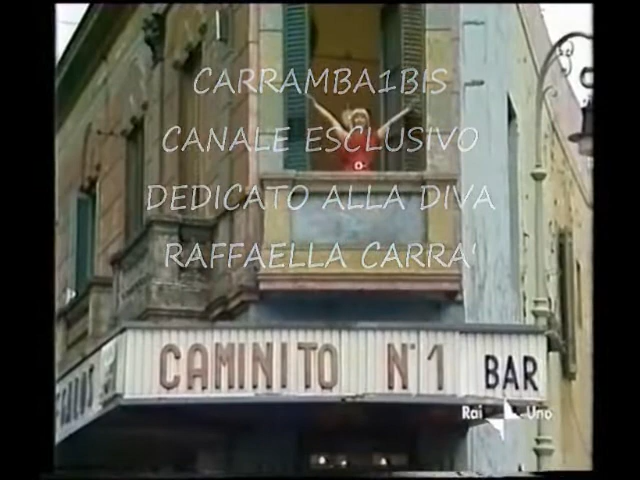 CARRAMBA1BIS
CANALE ESCLUSIVO
DEDICATO ALLA DIVA
RAFFAELLA CARRA'
CAMINITO N°1 BAR
Rai Uno